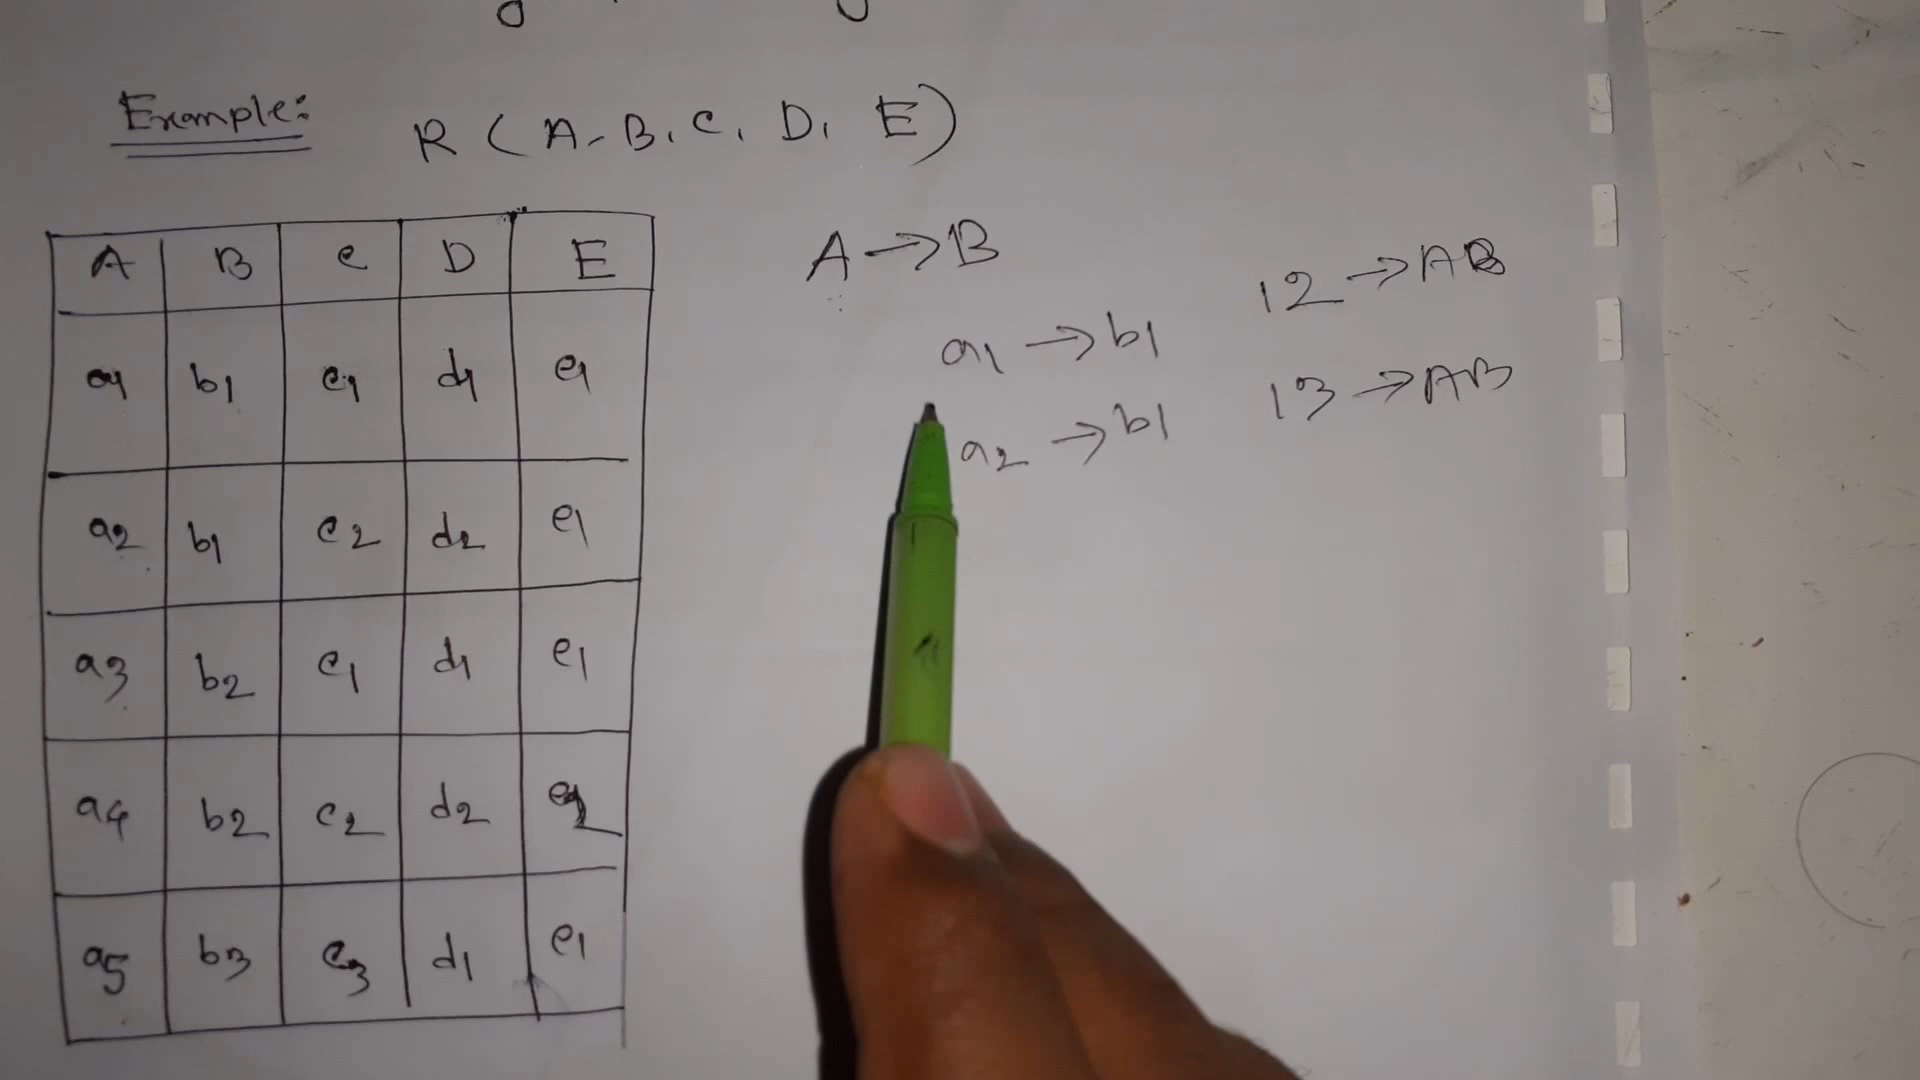 Example: R ( A, B, C, D, E )
A B C D E
a1 b1 c1 d1 e1
a2 b1 c2 d2 e1
a3 b2 c1 d1 e1
a4 b2 c2 d2
a5 b3 c3 d1 e1
A → B
a1 → b1
a2 → b1
12 → AB
13 → AB